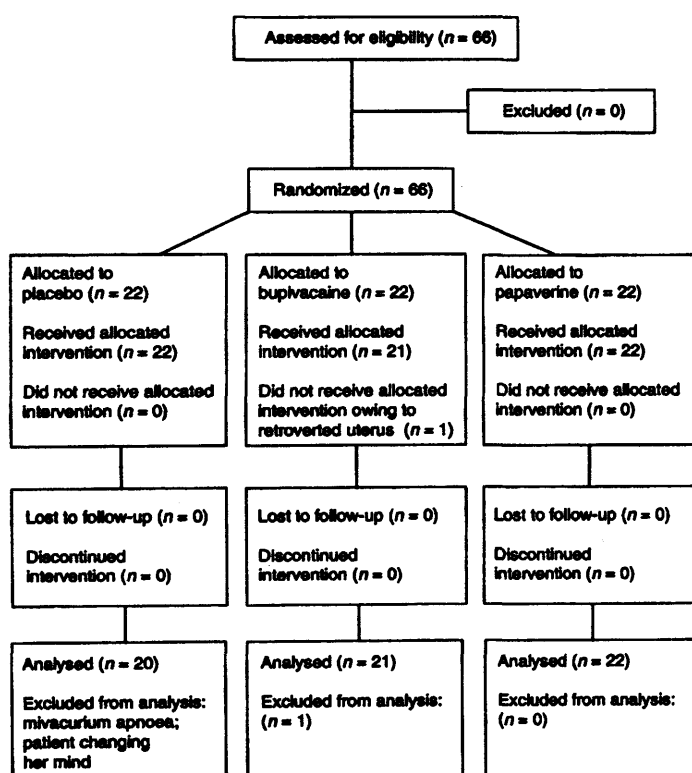 Assessed for eligibility (n = 66)
Excluded (n = 0)
Randomized (n = 66)
Allocated to
placebo (n = 22)
Received allocated
intervention (n = 22)
Did not receive allocated
intervention (n = 0)
Allocated to
bupivacaine (n = 22)
Received allocated
intervention (n = 21)
Did not receive allocated
intervention owing to
retroverted uterus (n = 1)
Allocated to
papaverine (n = 22)
Received allocated
intervention (n = 22)
Did not receive allocated
intervention (n = 0)
Lost to follow-up (n = 0)
Discontinued
intervention (n = 0)
Lost to follow-up (n = 0)
Discontinued
intervention (n = 0)
Lost to follow-up (n = 0)
Discontinued
intervention (n = 0)
Analysed (n = 20)
Excluded from analysis:
mivacurium apnoea;
patient changing
her mind
Analysed (n = 21)
Excluded from analysis:
(n = 1)
Analysed (n = 22)
Excluded from analysis:
(n = 0)